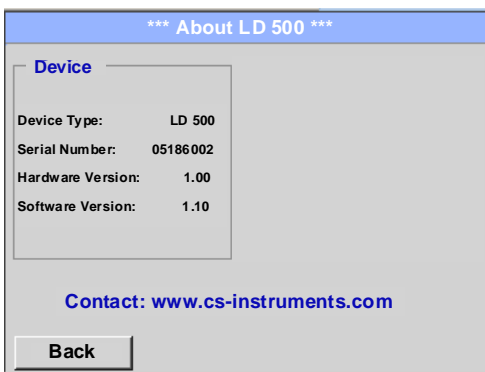 *** About LD 500 ***
Device
Device Type: LD 500
Serial Number: 05186002
Hardware Version: 1.00
Software Version: 1.10
Contact: www.cs-instruments.com
Back